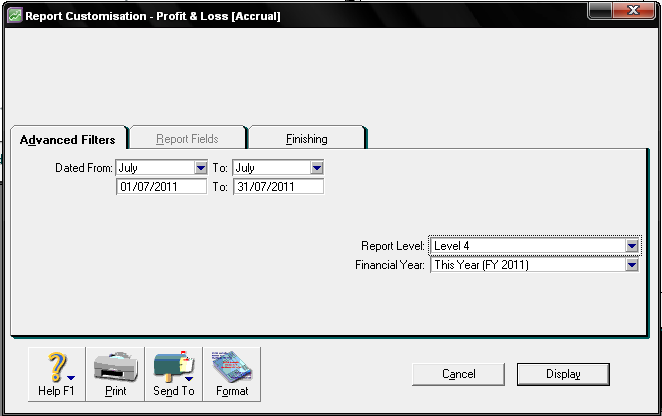 Report Customisation - Profit & Loss [Accrual]
Advanced Filters Report Fields Finishing
Dated From: July To: July
01/07/2011 To: 31/07/2011
Report Level: Level 4
Financial Year: This Year (FY 2011)
Help F1 Print Send To Format Cancel Display